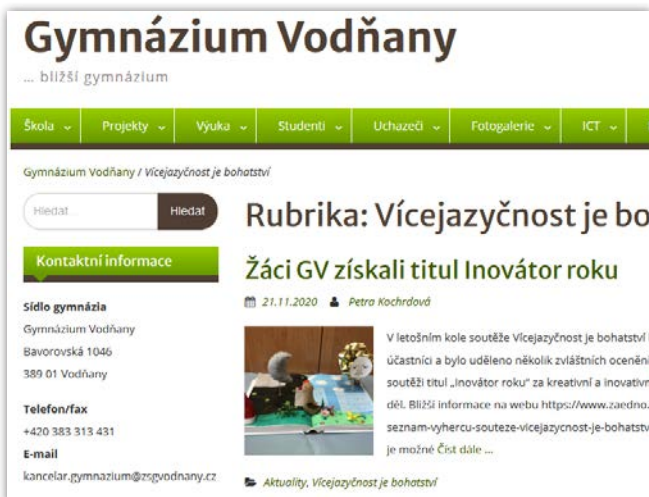 Gymnázium Vodňany
... bližší gymnázium
Škola Projekty Výuka Studenti Uchazeči Fotogalerie ICT
Gymnázium Vodňany / Vícejazyčnost je bohatství
Hledat... Hledat
Rubrika: Vícejazyčnost je bo
Kontaktní informace
Žáci GV získali titul Inovátor roku
21.11.2020 Petra Kochrdová
Sídlo gymnázia
Gymnázium Vodňany
Bavorovská 1046
389 01 Vodňany
Telefon/fax
+420 383 313 431
E-mail
kancelar.gymnazium@zsgvodnany.cz
V letošním kole soutěže Vícejazyčnost je bohatství
účastníci a bylo uděleno několik zvláštních ocenění
soutěži titul „Inovátor roku“ za kreativní a inovativn
děl. Bližší informace na webu https://www.zaedno.
seznam-vyhercu-souteze-vicejazycnost-je-bohatstv
je možné Číst dále ...
Aktuality, Vícejazyčnost je bohatství